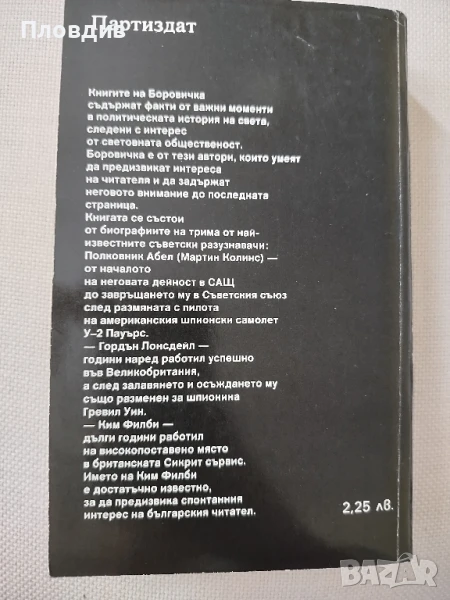 Пловдив
Партиздат
Книгите на Боровичка
съдържат факти от важни моменти
в политическата история на света,
следени с интерес
от световната общественост.
Боровичка е от тези автори, които умеят
да предизвикат интереса
на читателя и да задържат
неговото внимание до последната
страница.
Книгата се състои
от биографиите на трима от най-
известните съветски разузнавачи:
Полковник Абел (Мартин Колинс) —
от началото
на неговата дейност в САЩ
до завръщането му в Съветския съюз
след размяната с пилота
на американския шпионски самолет
У–2 Пауърс.
— Гордън Лонсдейл —
години наред работил успешно
във Великобритания,
а след залавянето и осъждането му
също разменен за шпионина
Гревил Уин.
— Ким Филби —
дълги години работил
на високопоставено място
в британската Сикрит сървис.
Името на Ким Филби
е достатъчно известно,
за да предизвика спонтанния
интерес на българския читател.
2,25 лв.
BAZAR.BG